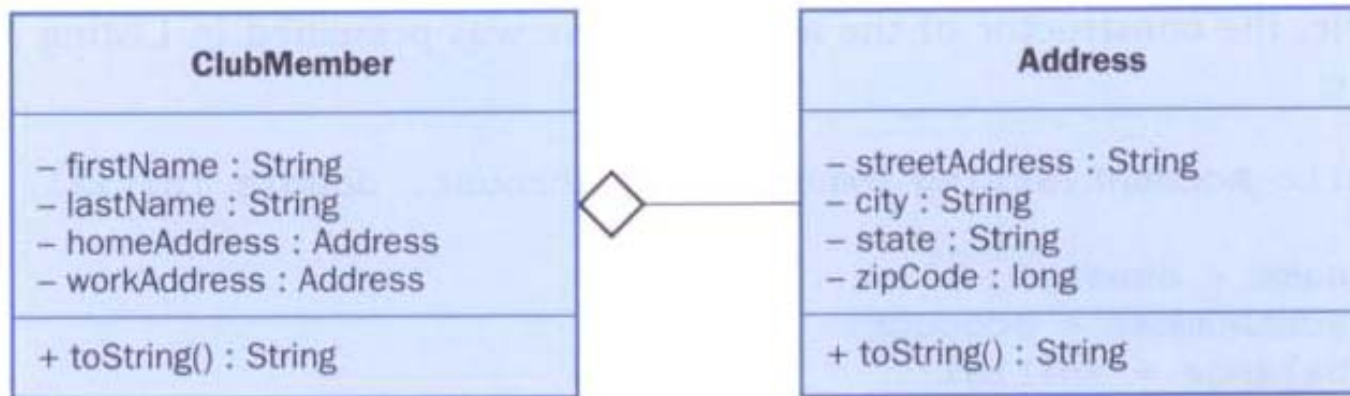 ClubMember
– firstName : String
– lastName : String
– homeAddress : Address
– workAddress : Address
+ toString() : String
Address
– streetAddress : String
– city : String
– state : String
– zipCode : long
+ toString() : String